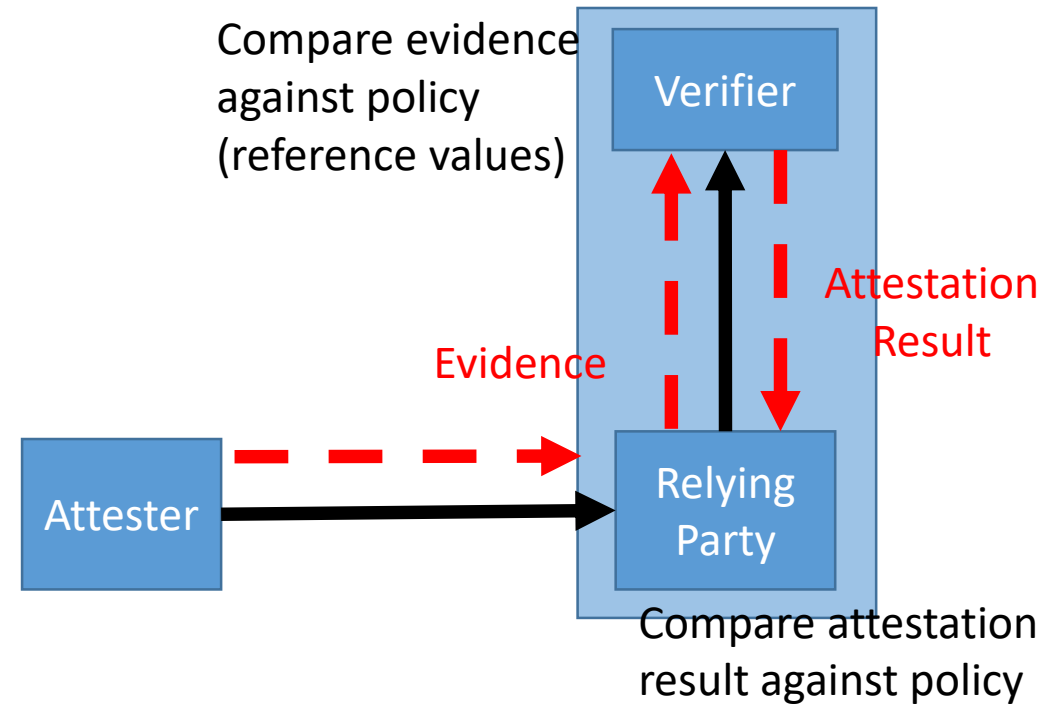 Compare evidence
against policy
(reference values)
Verifier
Attestation
Result
Evidence
Attester
Relying
Party
Compare attestation
result against policy